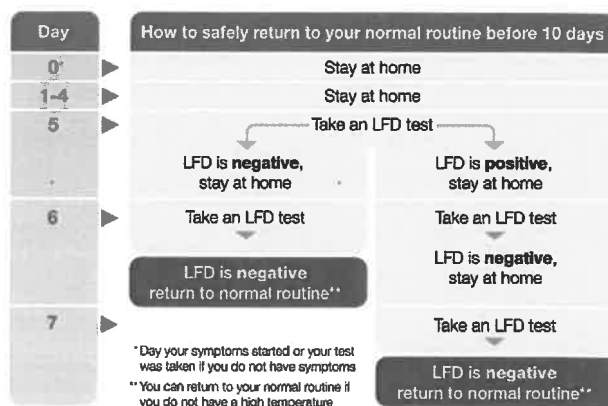 Day
How to safely return to your normal routine before 10 days
0*
Stay at home
1-4
Stay at home
5
Take an LFD test
LFD is negative,
stay at home
LFD is positive,
stay at home
6
Take an LFD test
Take an LFD test
LFD is negative
return to normal routine**
LFD is negative,
stay at home
7
Take an LFD test
*Day your symptoms started or your test
was taken if you do not have symptoms
**You can return to your normal routine if
you do not have a high temperature
LFD is negative
return to normal routine**